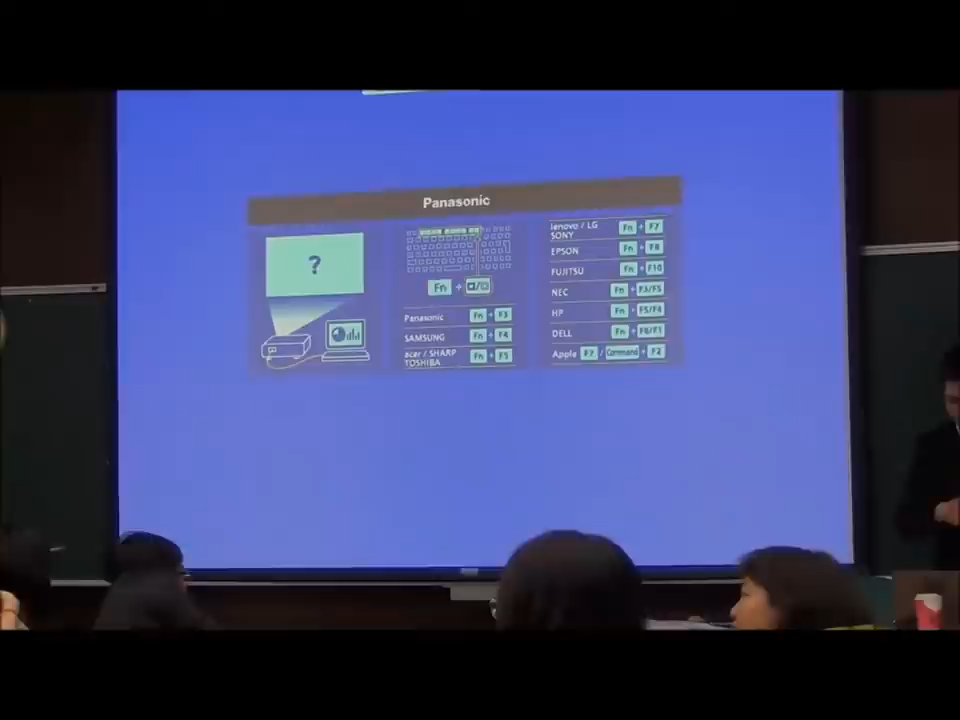 Panasonic
?
Fn + 
Panasonic Fn + F3
SAMSUNG Fn + F4
acer / SHARP
TOSHIBA Fn + F5
lenovo / LG
SONY Fn + F7
EPSON Fn + F8
FUJITSU Fn + F10
NEC Fn + F3/F5
HP Fn + F5/F4
DELL Fn + F8/F1
Apple F7 / Command + F2